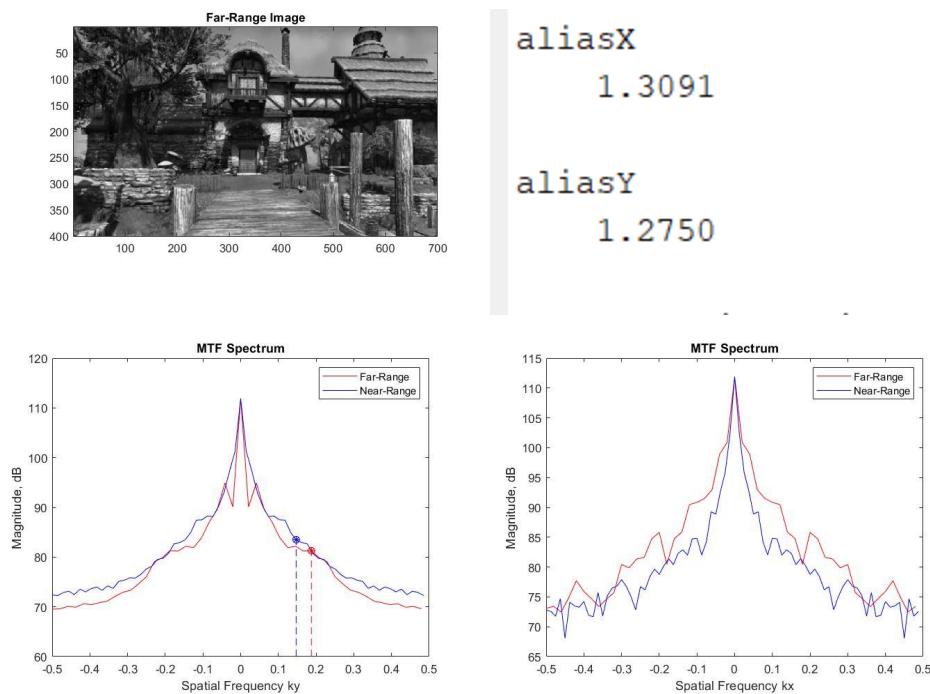 Far-Range Image
50
100
150
200
250
300
350
400
100 200 300 400 500 600 700
aliasX
1.3091
aliasY
1.2750
MTF Spectrum
120
110
100
90
80
70
60
Magnitude, dB
Far-Range
Near-Range
-0.5 -0.4 -0.3 -0.2 -0.1 0 0.1 0.2 0.3 0.4 0.5
Spatial Frequency ky
MTF Spectrum
115
110
105
100
95
90
85
80
75
70
65
Magnitude, dB
Far-Range
Near-Range
-0.5 -0.4 -0.3 -0.2 -0.1 0 0.1 0.2 0.3 0.4 0.5
Spatial Frequency kx